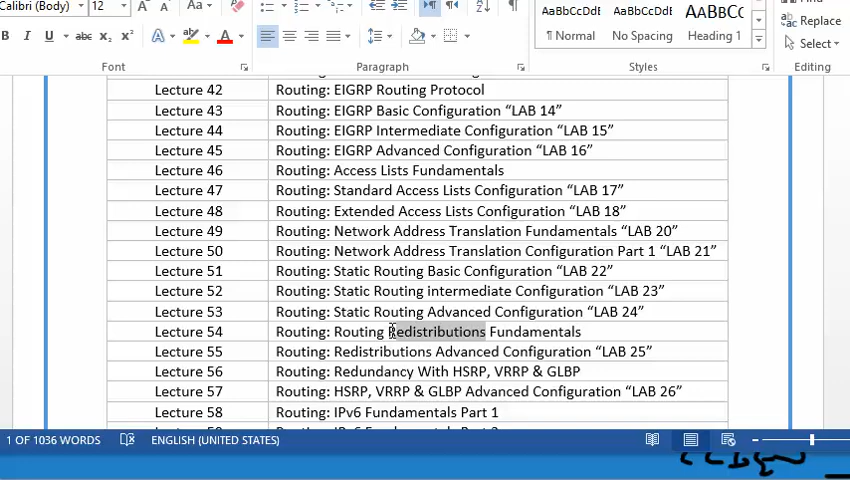 Calibri (Body) 12 Aa
B I U abc x₂ x² A A
AaBbCcDdE AaBbCcDdE AaBbCc
¶ Normal No Spacing Heading 1
Replace
Select
Font Paragraph Styles Editing
Lecture 42 Routing: EIGRP Routing Protocol
Lecture 43 Routing: EIGRP Basic Configuration “LAB 14”
Lecture 44 Routing: EIGRP Intermediate Configuration “LAB 15”
Lecture 45 Routing: EIGRP Advanced Configuration “LAB 16”
Lecture 46 Routing: Access Lists Fundamentals
Lecture 47 Routing: Standard Access Lists Configuration “LAB 17”
Lecture 48 Routing: Extended Access Lists Configuration “LAB 18”
Lecture 49 Routing: Network Address Translation Fundamentals “LAB 20”
Lecture 50 Routing: Network Address Translation Configuration Part 1 “LAB 21”
Lecture 51 Routing: Static Routing Basic Configuration “LAB 22”
Lecture 52 Routing: Static Routing intermediate Configuration “LAB 23”
Lecture 53 Routing: Static Routing Advanced Configuration “LAB 24”
Lecture 54 Routing: Routing Redistributions Fundamentals
Lecture 55 Routing: Redistributions Advanced Configuration “LAB 25”
Lecture 56 Routing: Redundancy With HSRP, VRRP & GLBP
Lecture 57 Routing: HSRP, VRRP & GLBP Advanced Configuration “LAB 26”
Lecture 58 Routing: IPv6 Fundamentals Part 1
1 OF 1036 WORDS ENGLISH (UNITED STATES)